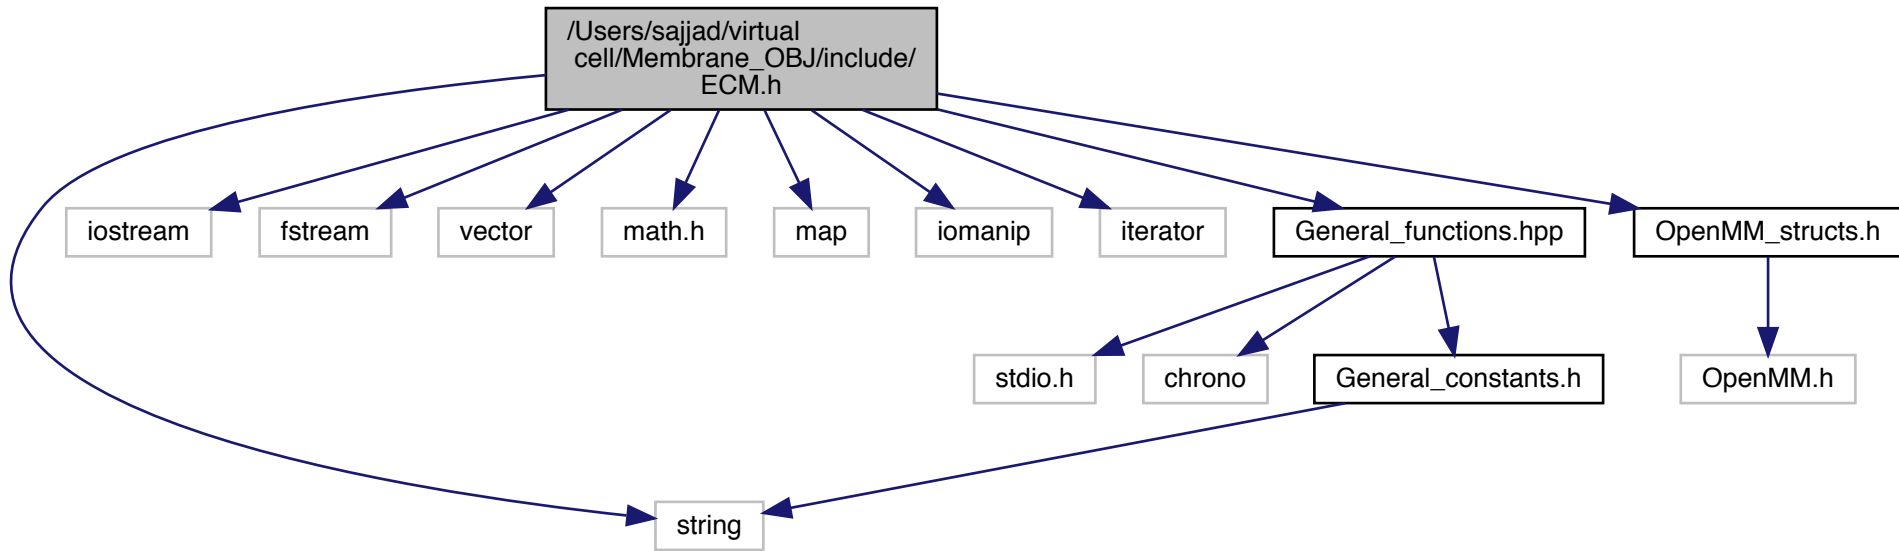 /Users/sajjad/virtual
cell/Membrane_OBJ/include/
ECM.h
iostream
fstream
vector
math.h
map
iomanip
iterator
General_functions.hpp
OpenMM_structs.h
stdio.h
chrono
General_constants.h
OpenMM.h
string